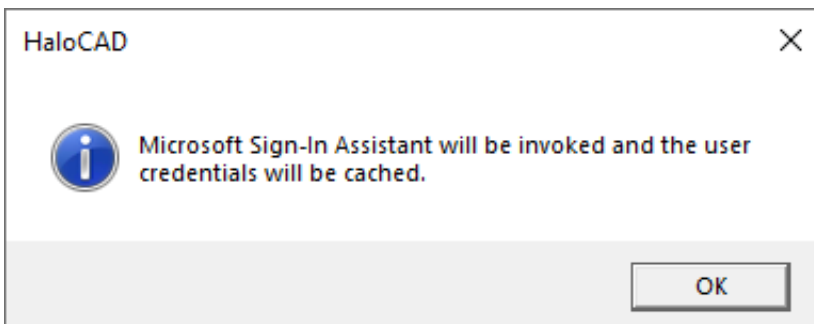 HaloCAD
Microsoft Sign-In Assistant will be invoked and the user
credentials will be cached.
OK